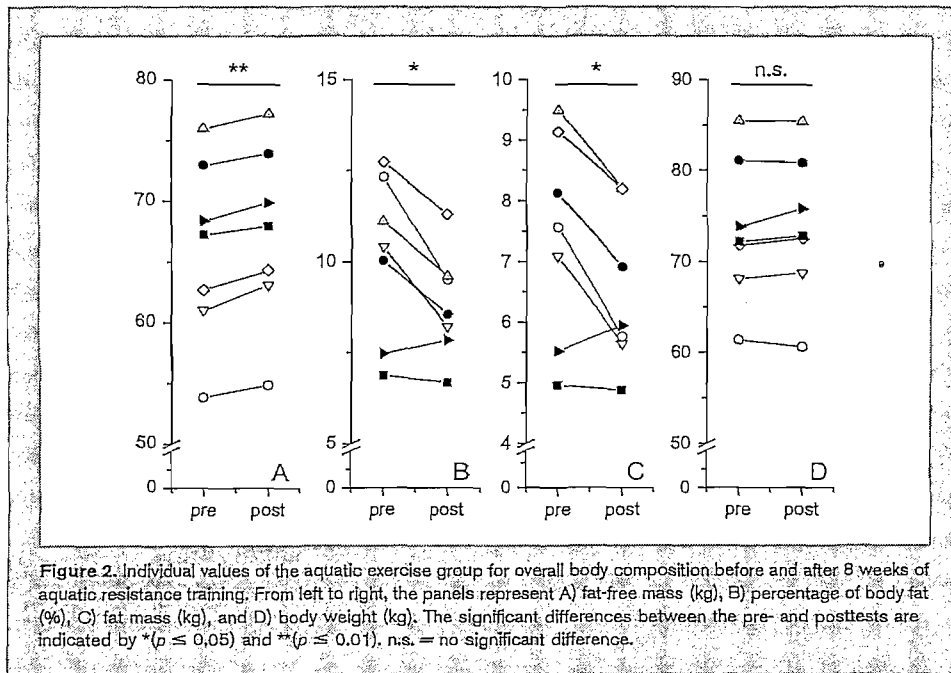 ** * * n.s.
80 15 10 90
9
70 80
8
10 7 70
60
6
60
5
50 5 4 50
0 A 0 B 0 C 0 D
pre post pre post pre post pre post
Figure 2. Individual values of the aquatic exercise group for overall body composition before and after 8 weeks of
aquatic resistance training. From left to right, the panels represent A) fat-free mass (kg), B) percentage of body fat
(%), C) fat mass (kg), and D) body weight (kg). The significant differences between the pre- and posttests are
indicated by *(p ≤ 0,05) and **(p ≤ 0.01). n.s. = no significant difference.